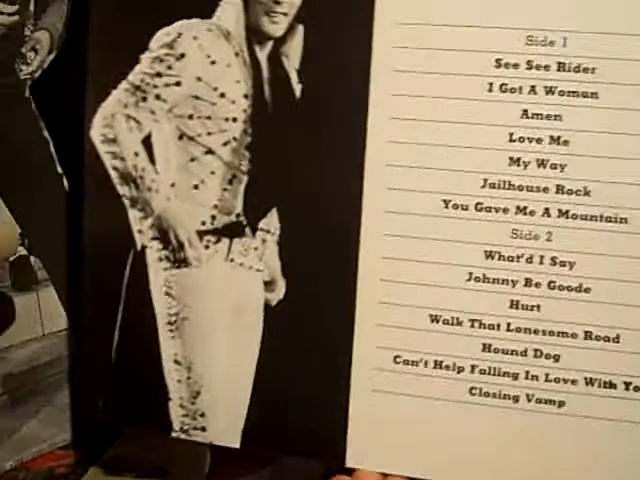 Side 1
See See Rider
I Got A Woman
Amen
Love Me
My Way
Jailhouse Rock
You Gave Me A Mountain
Side 2
What'd I Say
Johnny Be Goode
Hurt
Walk That Lonesome Road
Hound Dog
Can't Help Falling In Love With Yo
Closing Vamp